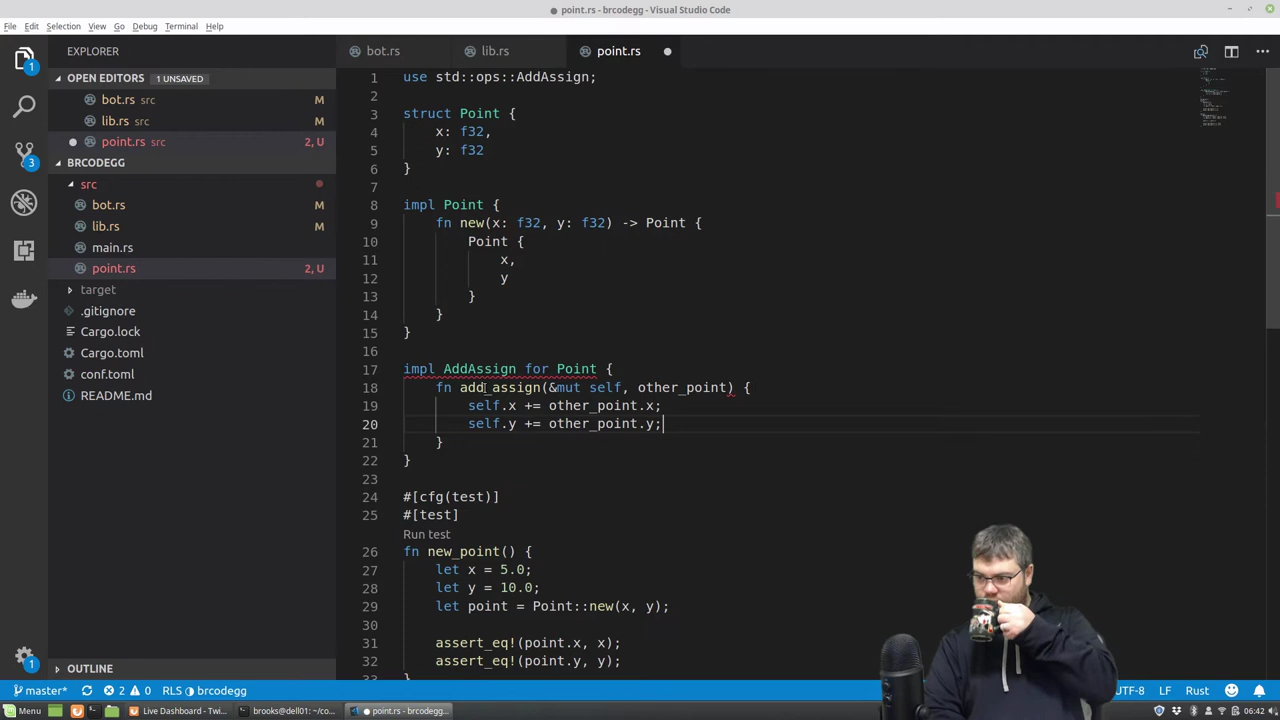 point.rs - brcodegg - Visual Studio Code
File Edit Selection View Go Debug Terminal Help
EXPLORER
bot.rs lib.rs point.rs
OPEN EDITORS 1 UNSAVED
bot.rs src M
lib.rs src M
point.rs src 2, U
BRCODEGG
src
bot.rs M
lib.rs M
main.rs
point.rs 2, U
target
.gitignore
Cargo.lock
Cargo.toml
conf.toml
README.md
OUTLINE
1
3
1
1 use std::ops::AddAssign;
2
3 struct Point {
4 x: f32,
5 y: f32
6 }
7
8 impl Point {
9 fn new(x: f32, y: f32) -> Point {
10 Point {
11 x,
12 y
13 }
14 }
15 }
16
17 impl AddAssign for Point {
18 fn add_assign(&mut self, other_point) {
19 self.x += other_point.x;
20 self.y += other_point.y;
21 }
22 }
23
24 #[cfg(test)]
25 #[test]
Run test
26 fn new_point() {
27 let x = 5.0;
28 let y = 10.0;
29 let point = Point::new(x, y);
30
31 assert_eq!(point.x, x);
32 assert_eq!(point.y, y);
33 }
master* 2 0 RLS brcodegg UTF-8 LF Rust 1
Menu Live Dashboard - Twi... brooks@dell01: ~/co... point.rs - brcodegg... 06:42